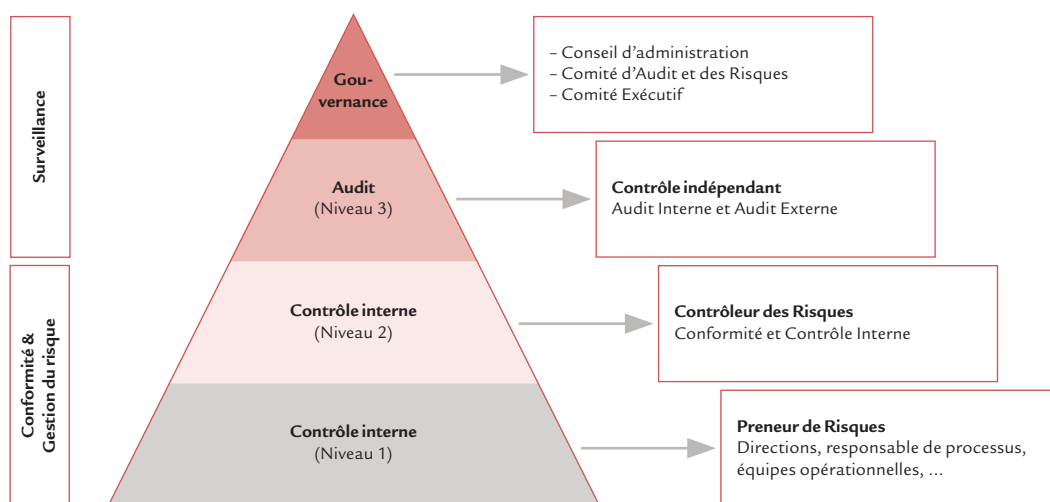 Surveillance
Gou-
vernance
– Conseil d’administration
– Comité d’Audit et des Risques
– Comité Exécutif
Audit
(Niveau 3)
Contrôle indépendant
Audit Interne et Audit Externe
Conformité &
Gestion du risque
Contrôle interne
(Niveau 2)
Contrôleur des Risques
Conformité et Contrôle Interne
Contrôle interne
(Niveau 1)
Preneur de Risques
Directions, responsable de processus,
équipes opérationnelles, ...